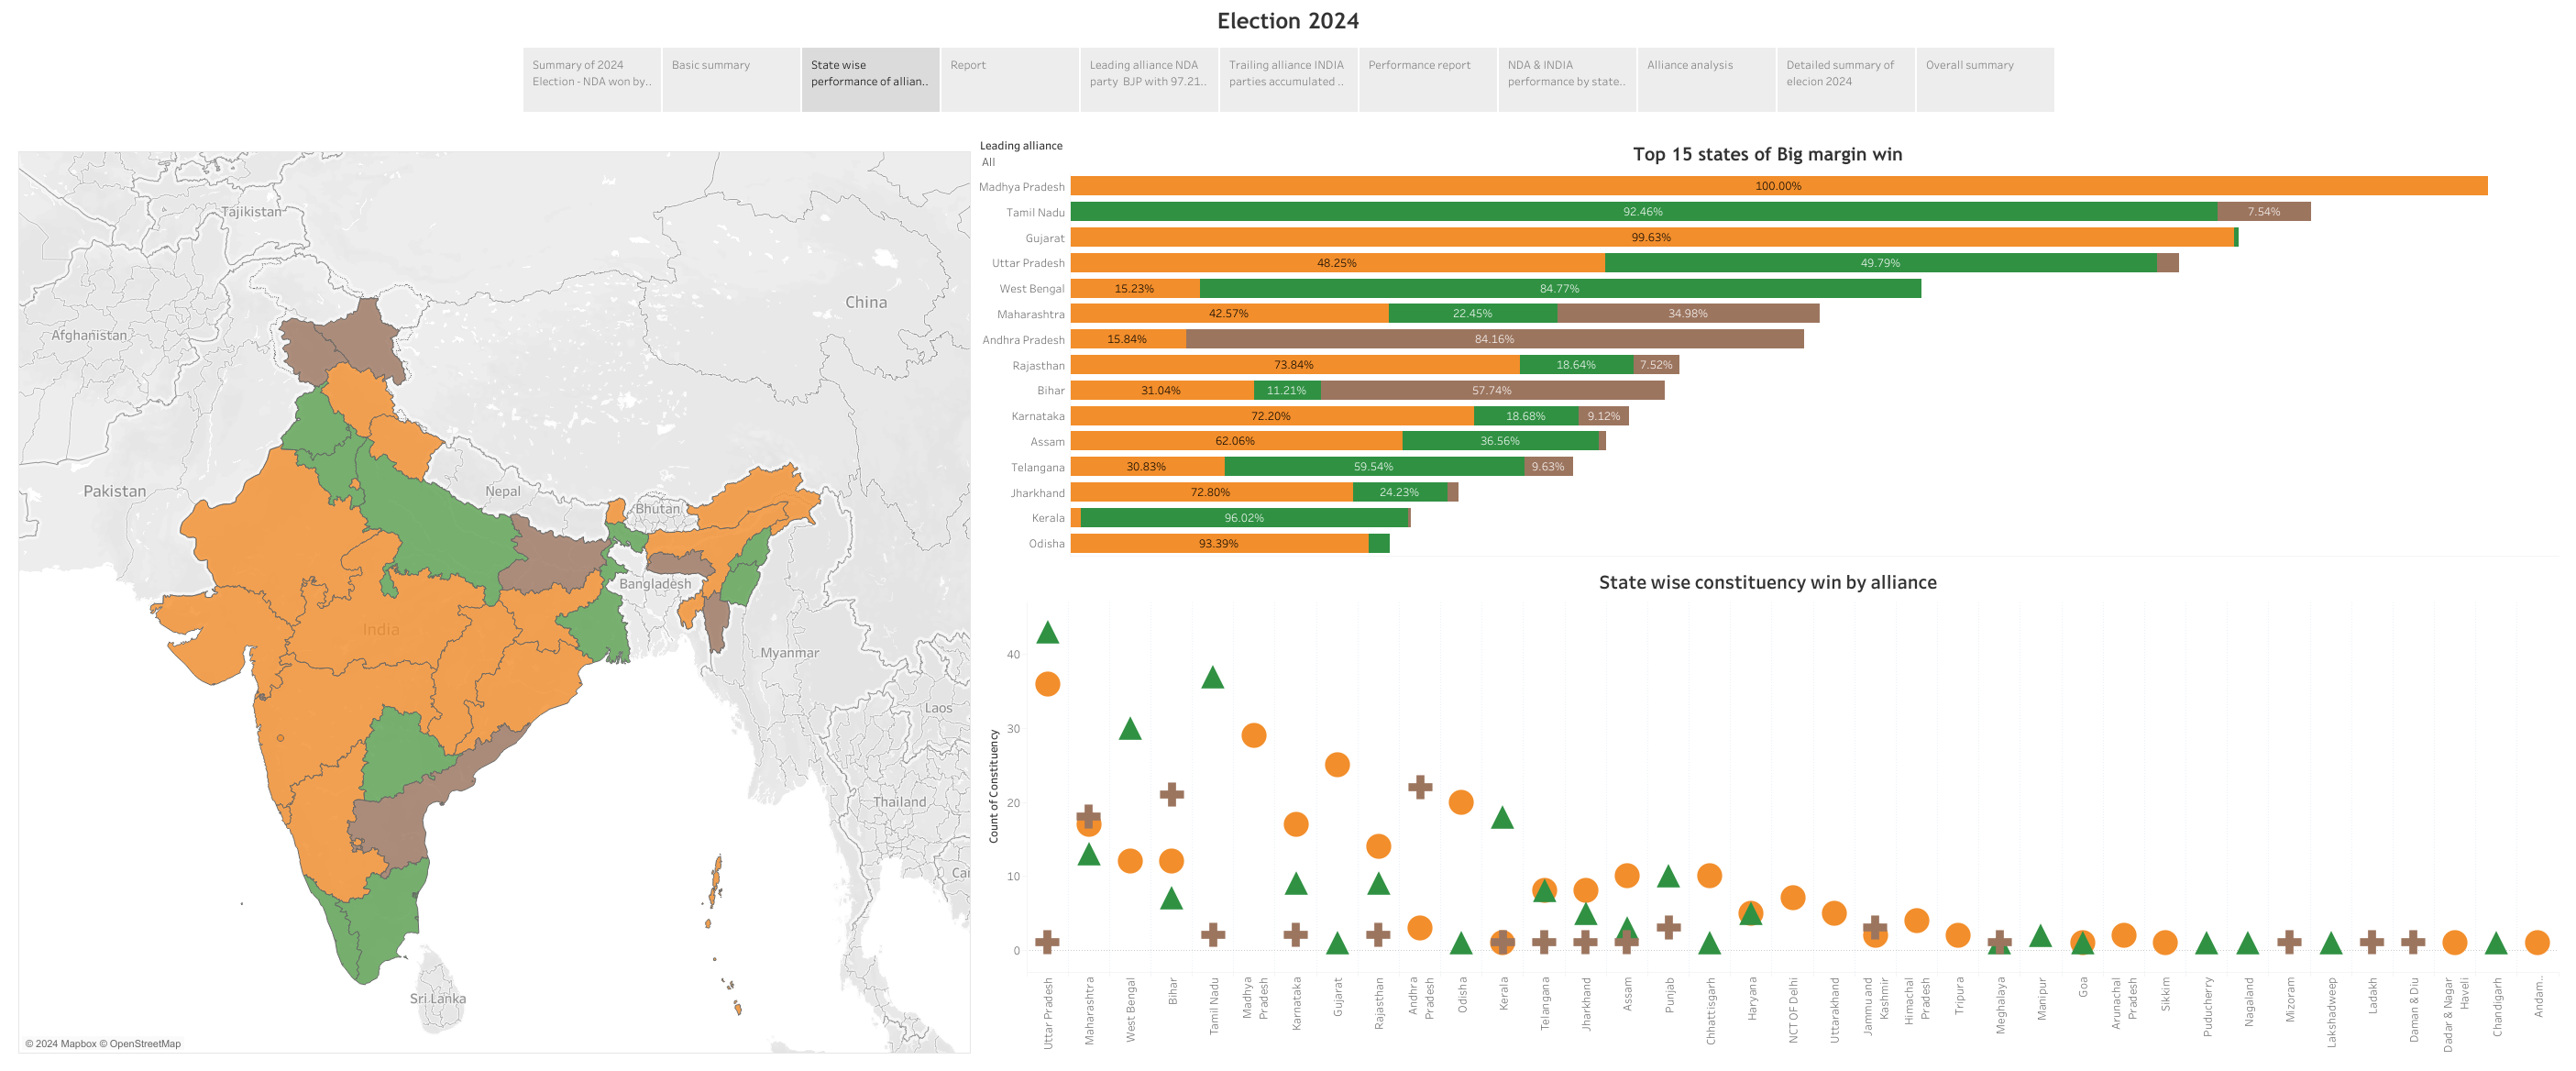 Election 2024
Summary of 2024
Election - NDA won by..
Basic summary
State wise
performance of allian..
Report
Leading alliance NDA
party BJP with 97.21..
Trailing alliance INDIA
parties accumulated ..
Performance report
NDA & INDIA
performance by state..
Alliance analysis
Detailed summary of
elecion 2024
Overall summary
Tajikistan
China
Afghanistan
Pakistan
Nepal
Bhutan
Bangladesh
India
Myanmar
Laos
Thailand
Ca
Sri Lanka
© 2024 Mapbox © OpenStreetMap
Leading alliance
All
Top 15 states of Big margin win
Madhya Pradesh 100.00%
Tamil Nadu 92.46% 7.54%
Gujarat 99.63%
Uttar Pradesh 48.25% 49.79%
West Bengal 15.23% 84.77%
Maharashtra 42.57% 22.45% 34.98%
Andhra Pradesh 15.84% 84.16%
Rajasthan 73.84% 18.64% 7.52%
Bihar 31.04% 11.21% 57.74%
Karnataka 72.20% 18.68% 9.12%
Assam 62.06% 36.56%
Telangana 30.83% 59.54% 9.63%
Jharkhand 72.80% 24.23%
Kerala 96.02%
Odisha 93.39%
State wise constituency win by alliance
Count of Constituency
40
30
20
10
0
Uttar Pradesh
Maharashtra
West Bengal
Bihar
Tamil Nadu
Madhya
Pradesh
Karnataka
Gujarat
Rajasthan
Andhra
Pradesh
Odisha
Kerala
Telangana
Jharkhand
Assam
Punjab
Chhattisgarh
Haryana
NCT OF Delhi
Uttarakhand
Jammu and
Kashmir
Himachal
Pradesh
Tripura
Meghalaya
Manipur
Goa
Arunachal
Pradesh
Sikkim
Puducherry
Nagaland
Mizoram
Lakshadweep
Ladakh
Daman & Diu
Dadar & Nagar
Haveli
Chandigarh
Andam..